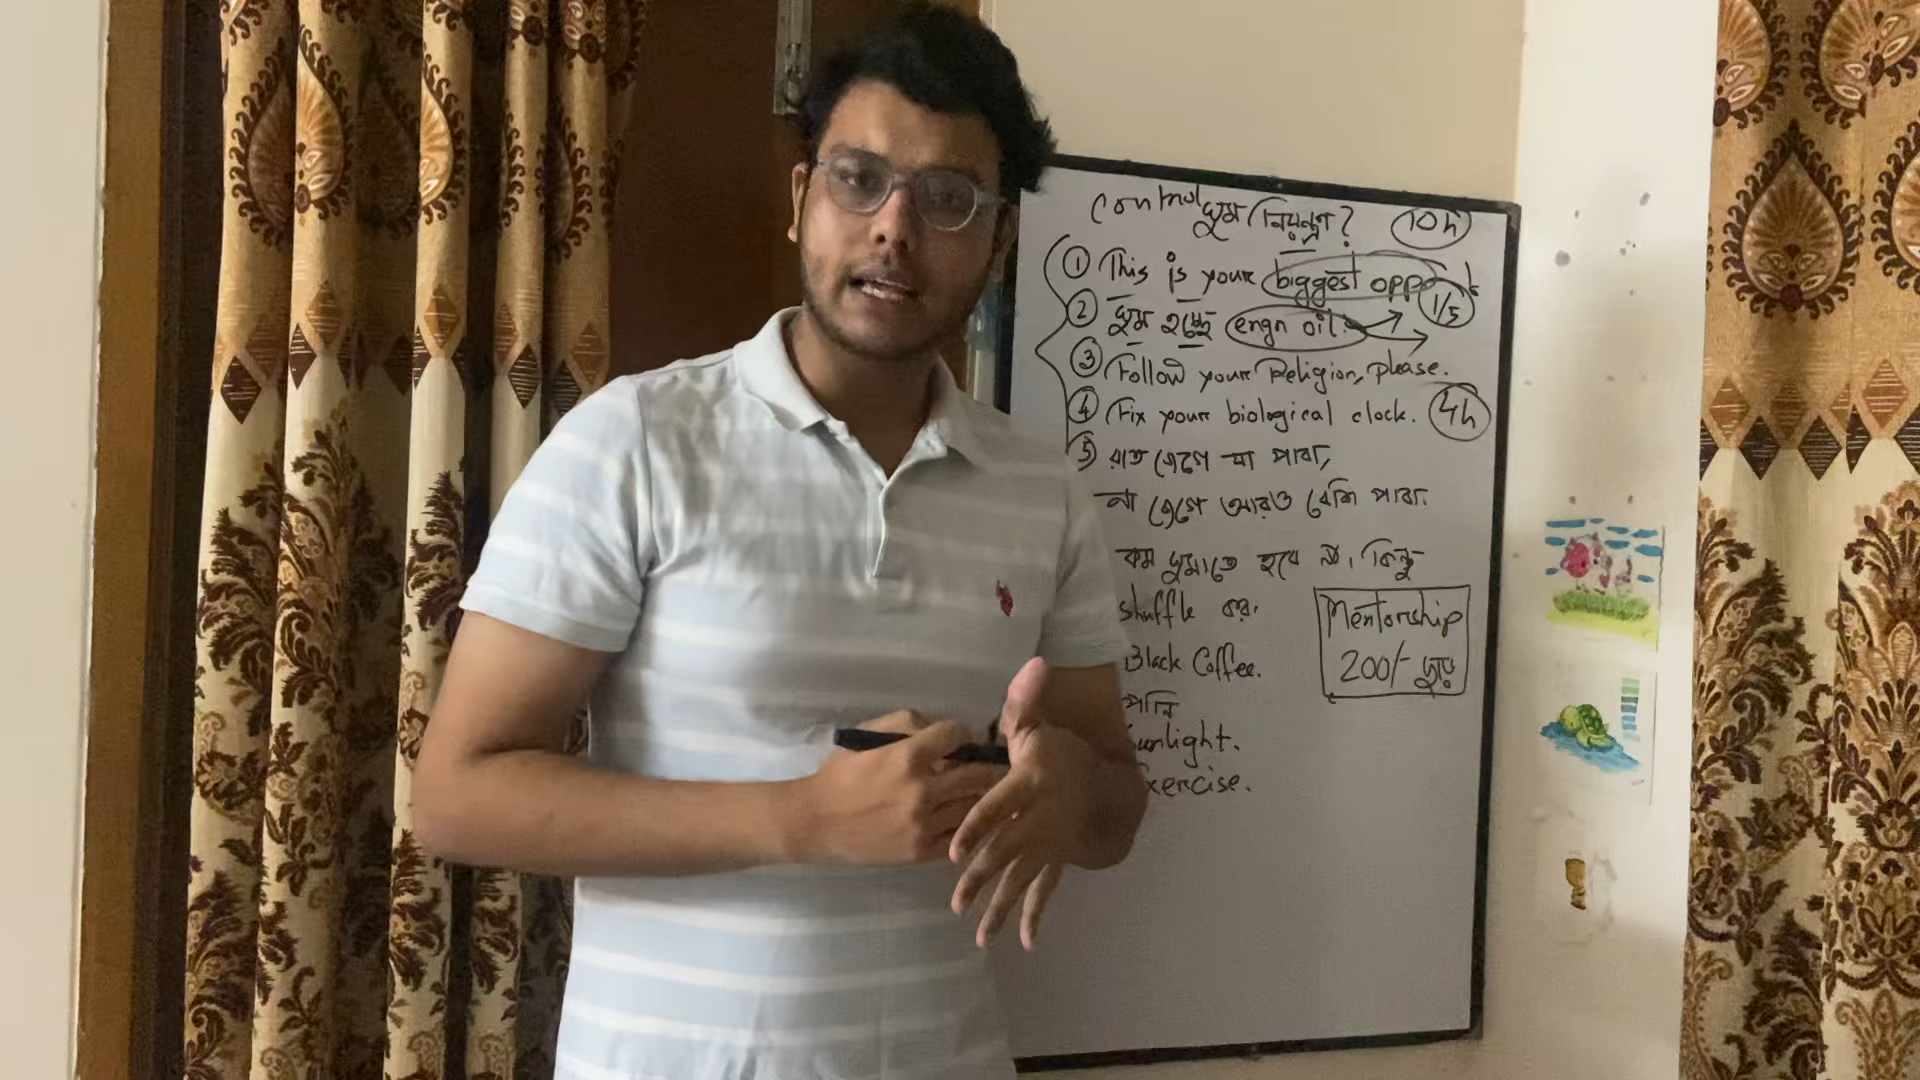 Control ঘুম নিয়ন্ত্রণ? 10h
① This is your biggest opps
② ঘুম হচ্ছে engn oil. 1/5
③ Follow your Religion, please.
④ Fix your biological clock. 4h
⑤ রাত জেগে যা পাবা,
না জেগে আরও বেশি পাবা.
কম ঘুমাতে হবে না, কিন্তু
shuffle কর.
Black Coffee.
পানি
Sunlight.
Exercise.
Mentorship
200/-